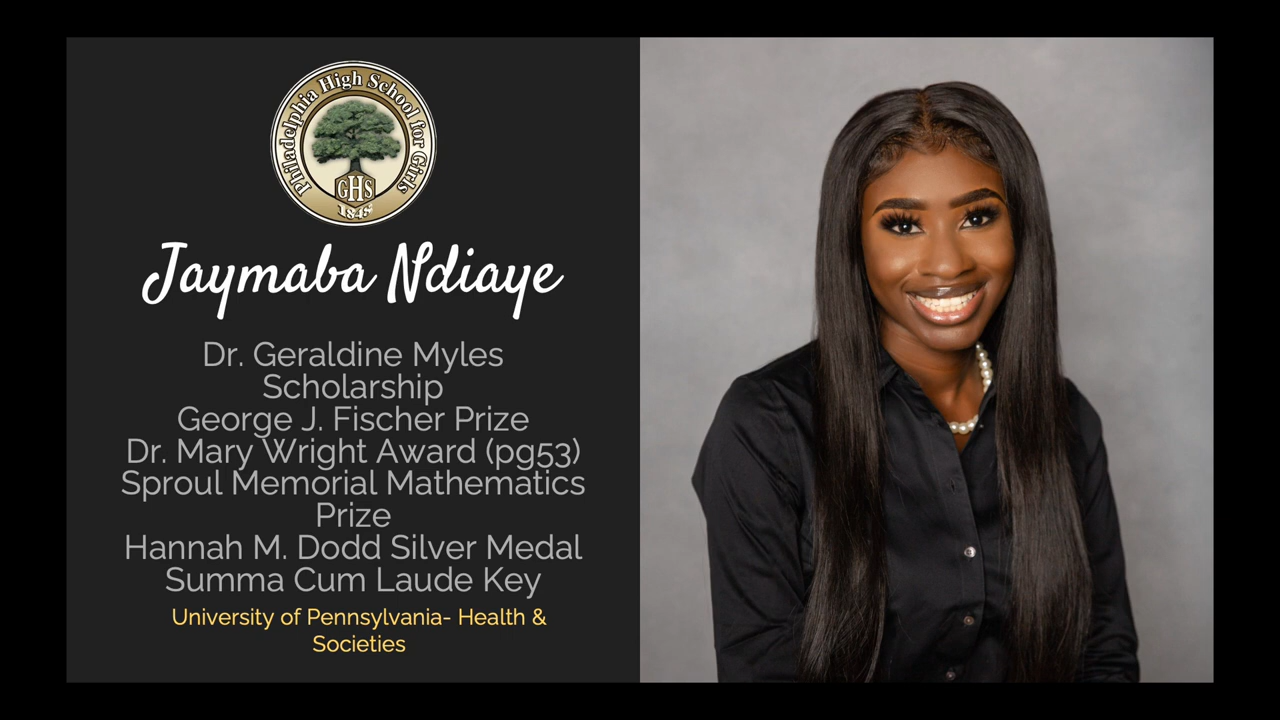 Philadelphia High School for Girls
GHS
1848
Jaymaba Ndiaye
Dr. Geraldine Myles
Scholarship
George J. Fischer Prize
Dr. Mary Wright Award (pg53)
Sproul Memorial Mathematics
Prize
Hannah M. Dodd Silver Medal
Summa Cum Laude Key
University of Pennsylvania- Health &
Societies